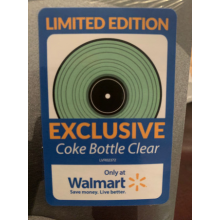 LIMITED EDITION
EXCLUSIVE
Coke Bottle Clear
Only at
Walmart
Save money. Live better.